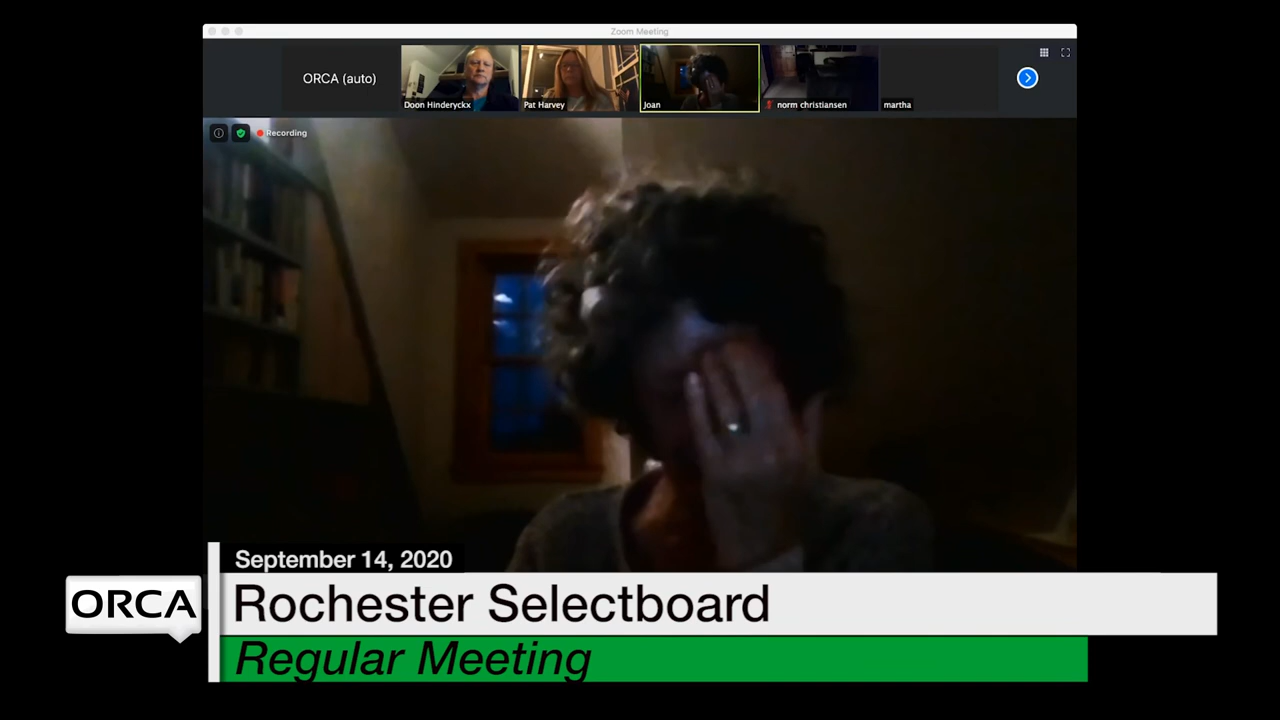 Zoom Meeting
ORCA (auto)
Doon Hinderyckx
Pat Harvey
Joan
norm christiansen
martha
Recording
September 14, 2020
ORCA
Rochester Selectboard
Regular Meeting